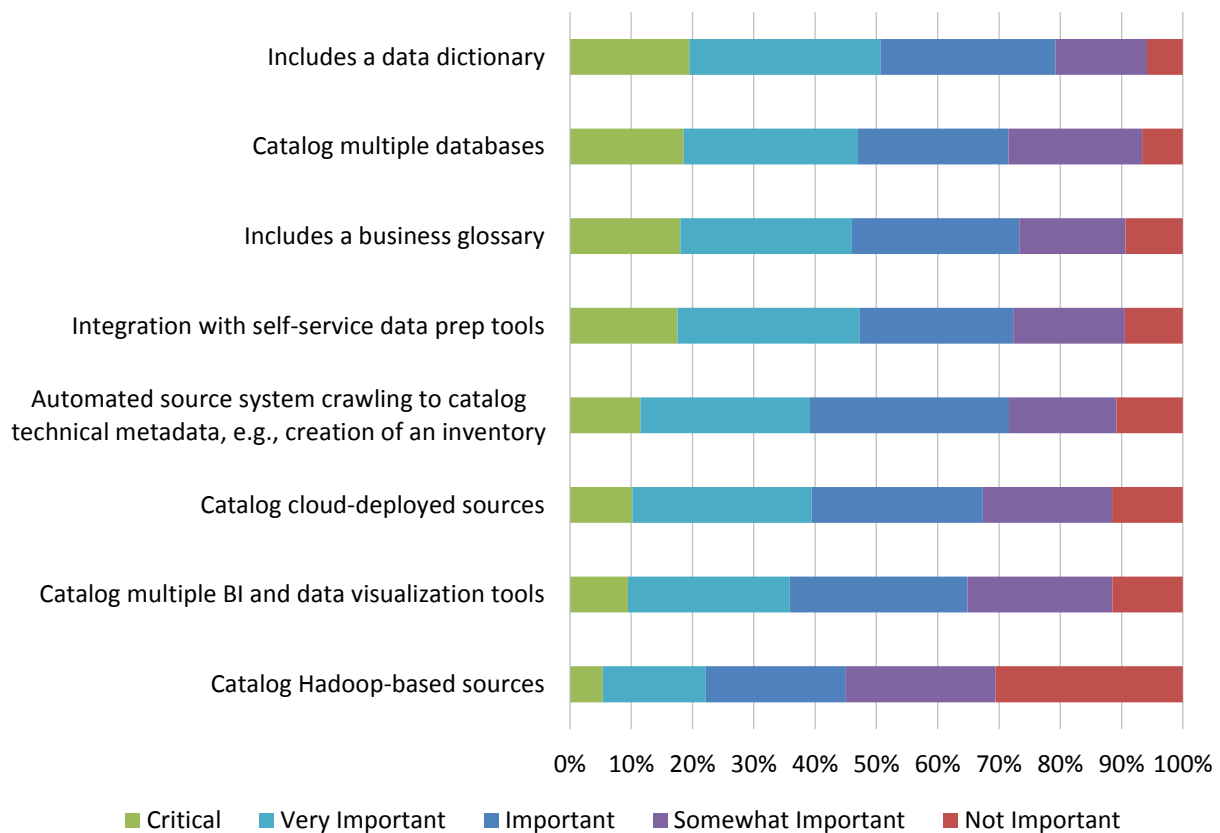 Includes a data dictionary
Catalog multiple databases
Includes a business glossary
Integration with self-service data prep tools
Automated source system crawling to catalog
technical metadata, e.g., creation of an inventory
Catalog cloud-deployed sources
Catalog multiple BI and data visualization tools
Catalog Hadoop-based sources
0% 10% 20% 30% 40% 50% 60% 70% 80% 90% 100%
Critical Very Important Important Somewhat Important Not Important